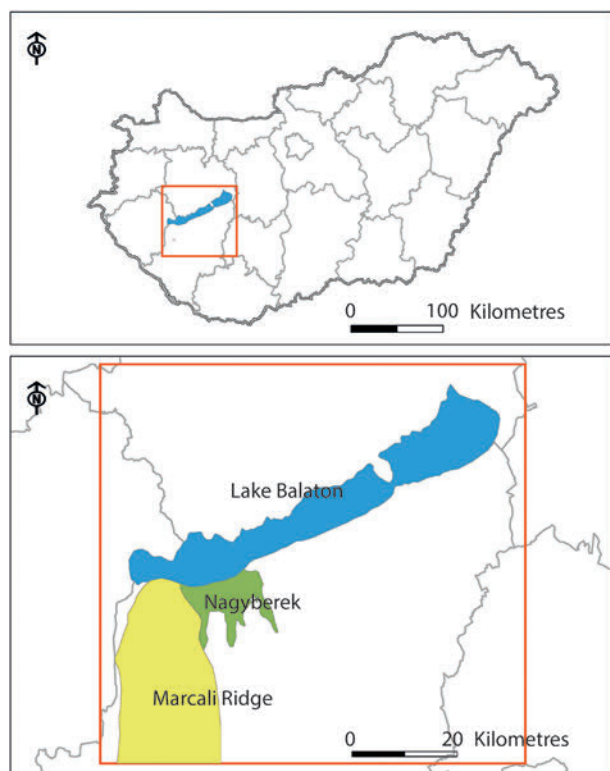 N
0 100 Kilometres
N
Lake Balaton
Nagyberek
Marcali Ridge
0 20 Kilometres